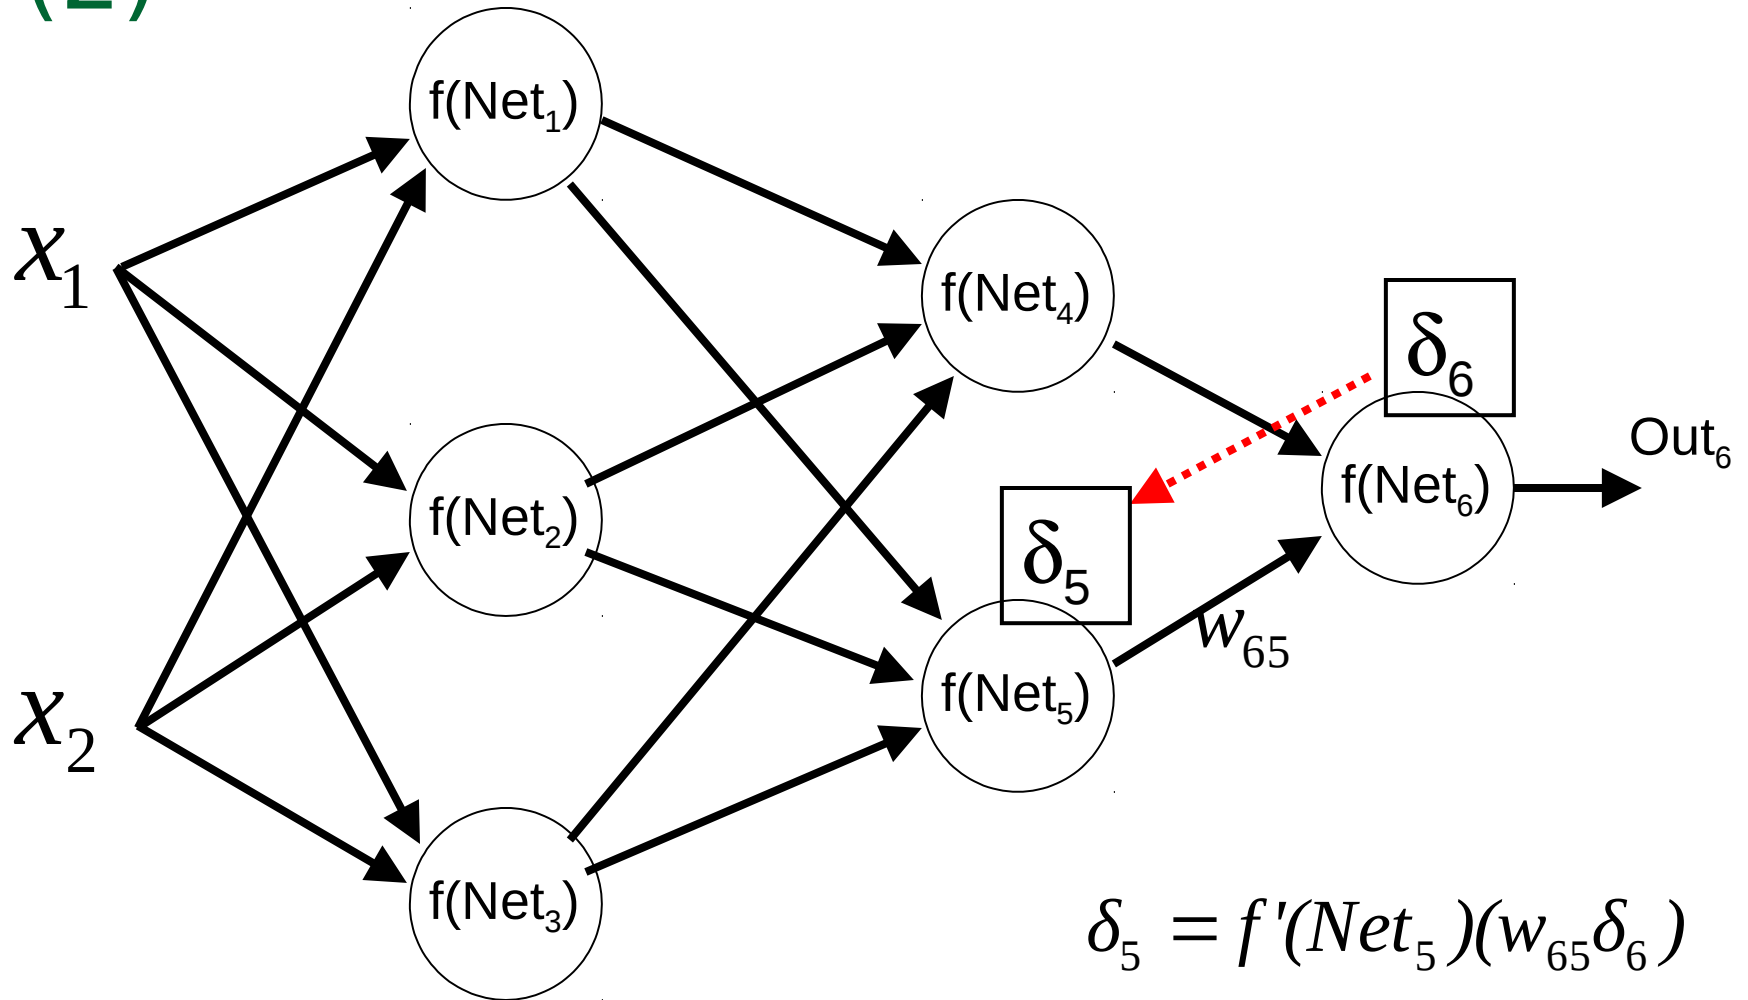 f(Net₁)
x₁
f(Net₄)
δ₆
Out₆
f(Net₂)
f(Net₆)
δ₅
w₆₅
x₂
f(Net₅)
f(Net₃)
δ₅ = f'(Net₅)(w₆₅δ₆)